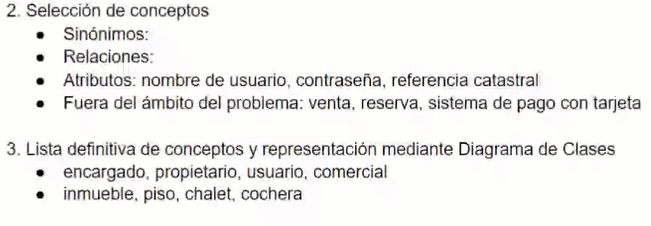 2. Selección de conceptos
● Sinónimos:
● Relaciones:
● Atributos: nombre de usuario, contraseña, referencia catastral
● Fuera del ámbito del problema: venta, reserva, sistema de pago con tarjeta
3. Lista definitiva de conceptos y representación mediante Diagrama de Clases
● encargado, propietario, usuario, comercial
● inmueble, piso, chalet, cochera